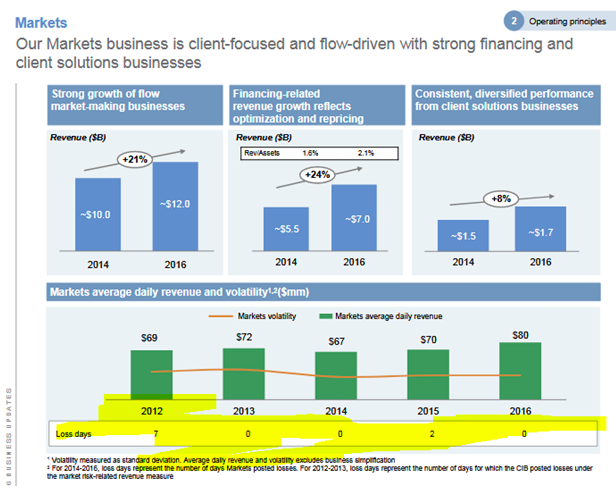 Markets
2 Operating principles
Our Markets business is client-focused and flow-driven with strong financing and
client solutions businesses
Strong growth of flow
market-making businesses
Revenue ($B)
+21%
~$10.0
~$12.0
2014 2016
Financing-related
revenue growth reflects
optimization and repricing
Revenue ($B)
Rev/Assets 1.6% 2.1%
+24%
~$5.5
~$7.0
2014 2016
Consistent, diversified performance
from client solutions businesses
Revenue ($B)
+8%
~$1.5
~$1.7
2014 2016
Markets average daily revenue and volatility¹,²($mm)
Markets volatility Markets average daily revenue
$69 $72 $67 $70 $80
2012 2013 2014 2015 2016
Loss days 7 0 0 2 0
¹ Volatility measured as standard deviation. Average daily revenue and volatility excludes business simplification
² For 2014-2016, loss days represent the number of days Markets posted losses. For 2012-2013, loss days represent the number of days for which the CIB posted losses under
the market risk-related revenue measure
G BUSINESS UPDATES